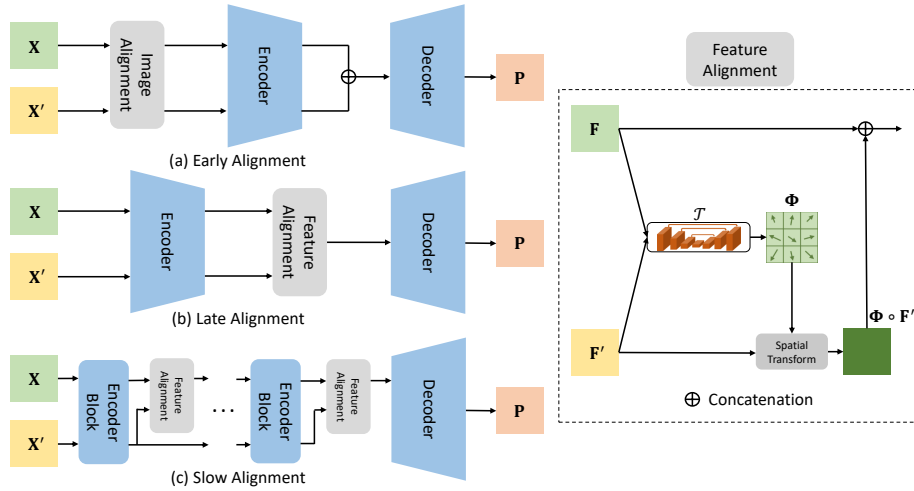 X
X′
Image
Alignment
Encoder
⊕
Decoder
P
(a) Early Alignment
X
X′
Encoder
Feature
Alignment
Decoder
P
(b) Late Alignment
X
X′
Encoder
Block
Feature
Alignment
...
Encoder
Block
Feature
Alignment
Decoder
P
(c) Slow Alignment
Feature
Alignment
F
⊕
𝒯
Φ
F′
Spatial
Transform
Φ ∘ F′
⊕ Concatenation